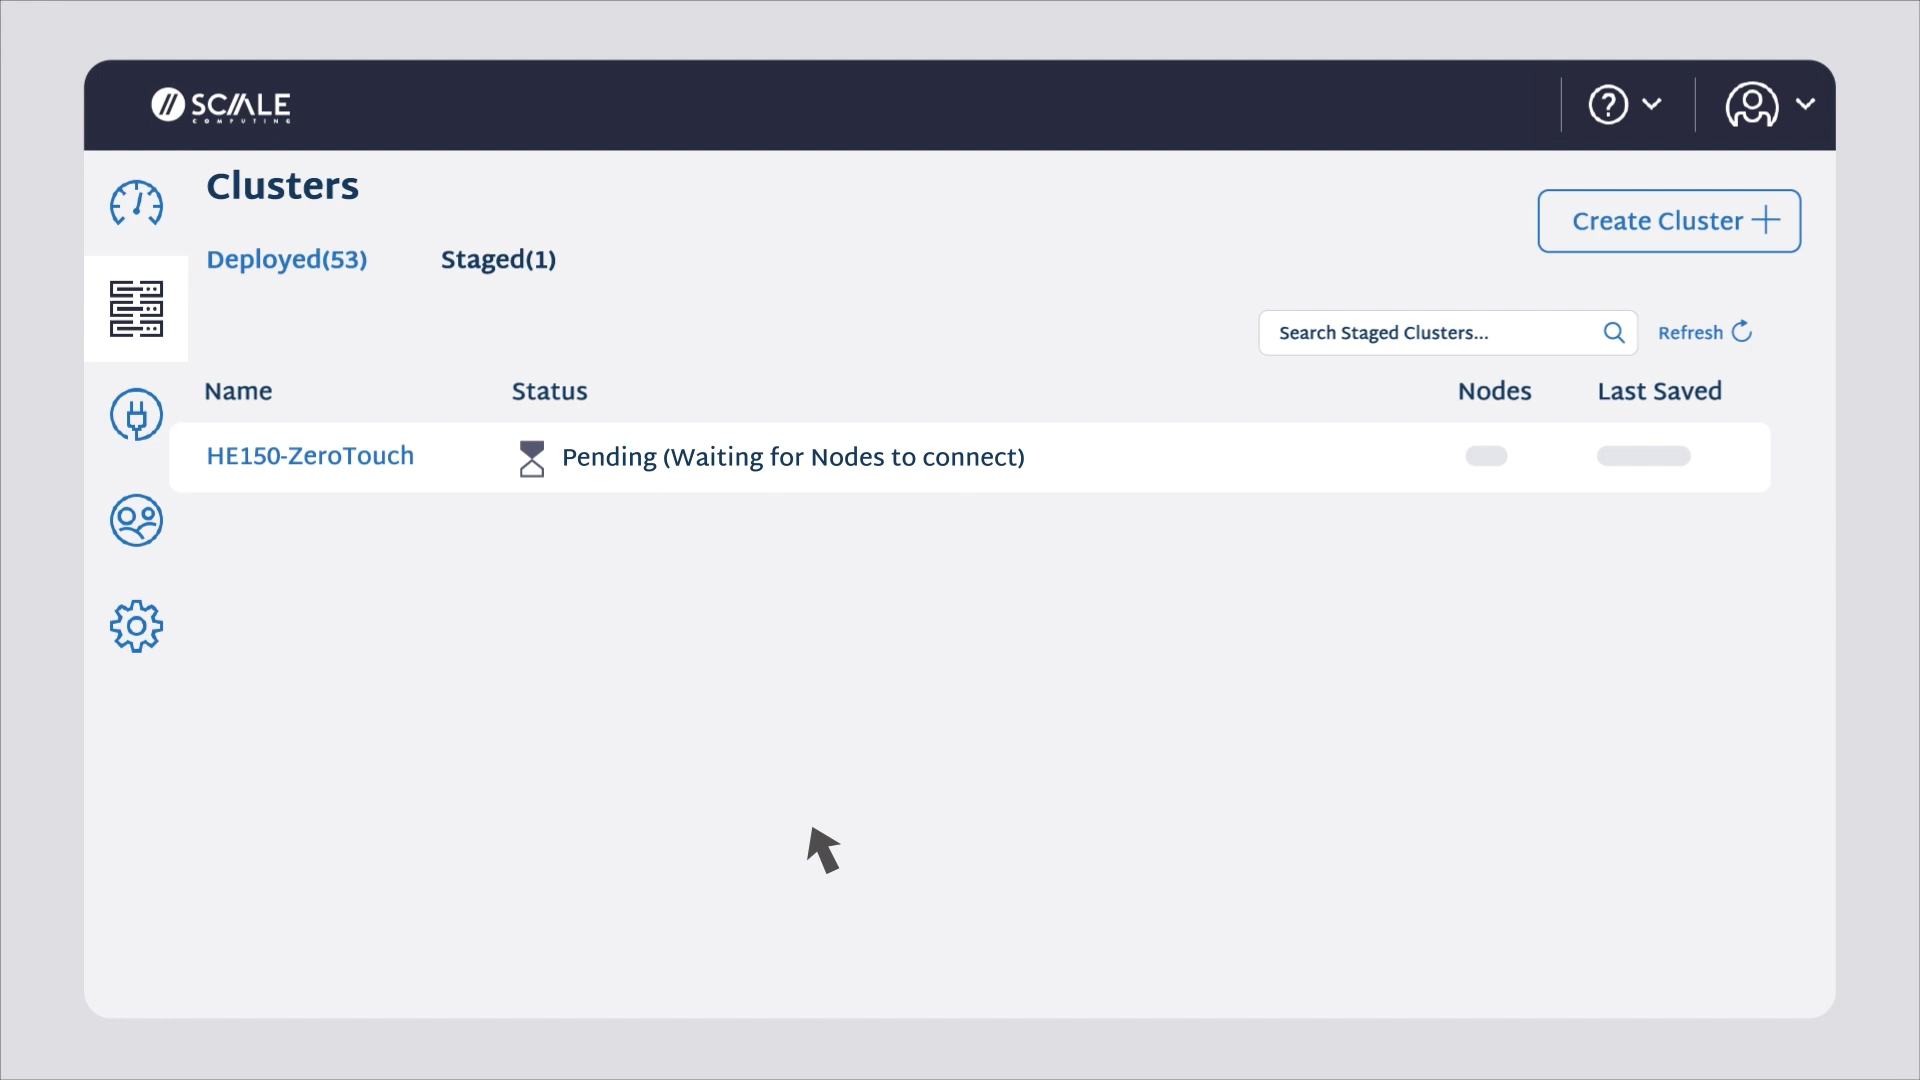 SCALE
COMPUTING
?
Clusters
Create Cluster
Deployed(53) Staged(1)
Search Staged Clusters... Refresh
Name Status Nodes Last Saved
HE150-ZeroTouch Pending (Waiting for Nodes to connect)